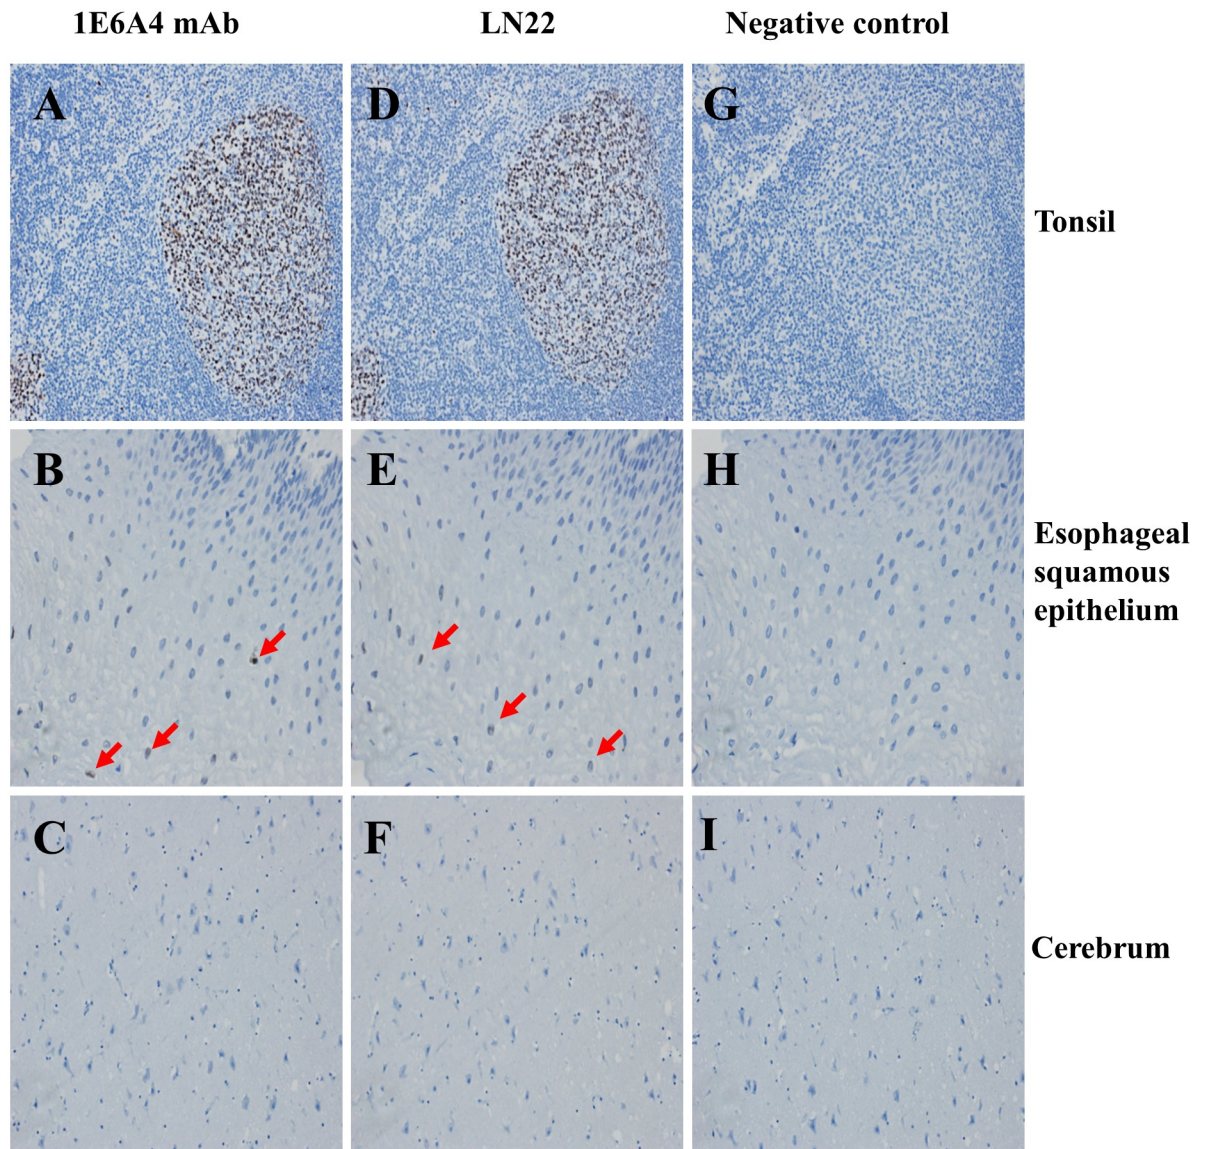 1E6A4 mAb LN22 Negative control
A D G
Tonsil
B E H
Esophageal
squamous
epithelium
C F I
Cerebrum